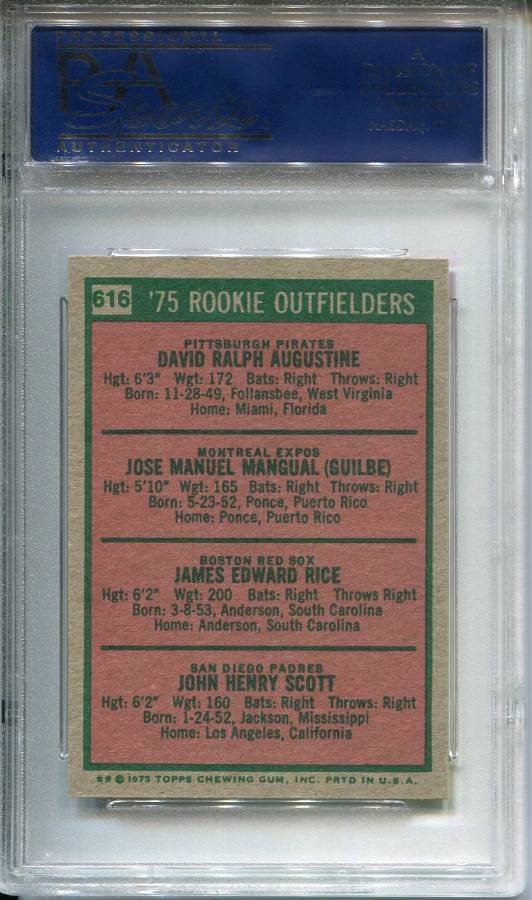 PROFESSIONAL
PSA
Sports
AUTHENTICATOR
A
NASDAQ
616 '75 ROOKIE OUTFIELDERS
PITTSBURGH PIRATES
DAVID RALPH AUGUSTINE
Hgt: 6'3" Wgt: 172 Bats: Right Throws: Right
Born: 11-28-49, Follansbee, West Virginia
Home: Miami, Florida
MONTREAL EXPOS
JOSE MANUEL MANGUAL (GUILBE)
Hgt: 5'10" Wgt: 165 Bats: Right Throws: Right
Born: 5-23-52, Ponce, Puerto Rico
Home: Ponce, Puerto Rico
BOSTON RED SOX
JAMES EDWARD RICE
Hgt: 6'2" Wgt: 200 Bats: Right Throws Right
Born: 3-8-53, Anderson, South Carolina
Home: Anderson, South Carolina
SAN DIEGO PADRES
JOHN HENRY SCOTT
Hgt: 6'2" Wgt: 160 Bats: Right Throws: Right
Born: 1-24-52, Jackson, Mississippi
Home: Los Angeles, California
** © 1975 TOPPS CHEWING GUM, INC. PRTD IN U.S.A.